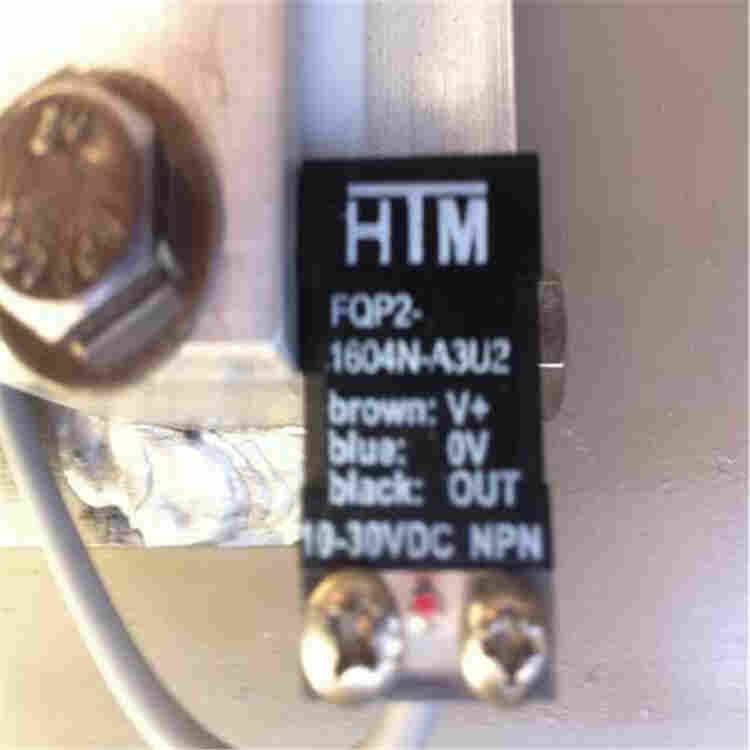 HTM
FQP2-
1604N-A3U2
brown: V+
blue: 0V
black: OUT
10-30VDC NPN